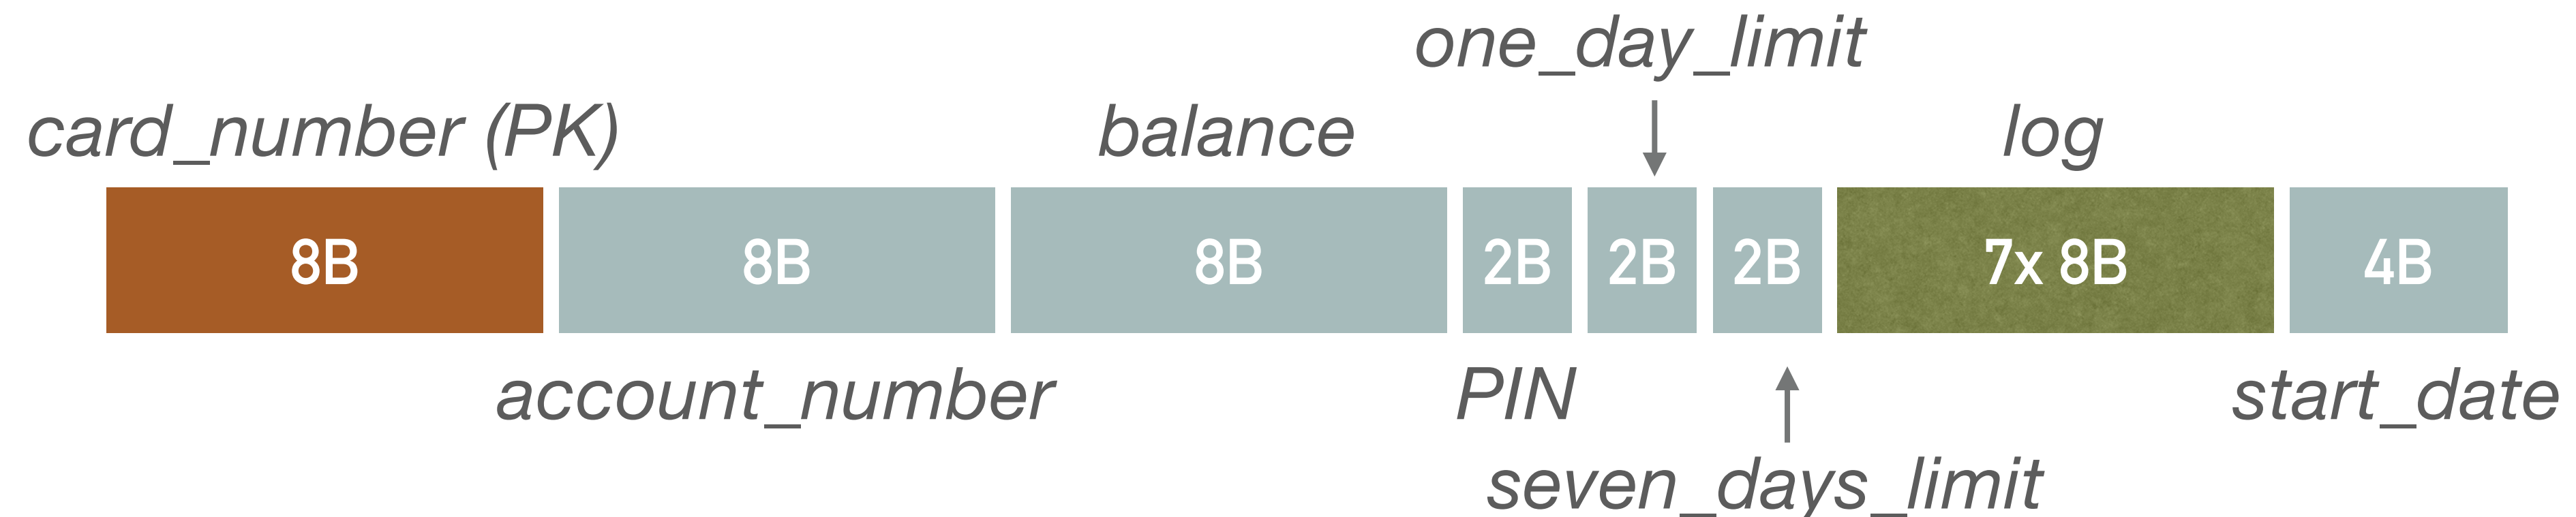 one_day_limit
card_number (PK)
balance
log
8B
8B
8B
2B
2B
2B
7x 8B
4B
account_number
PIN
start_date
seven_days_limit